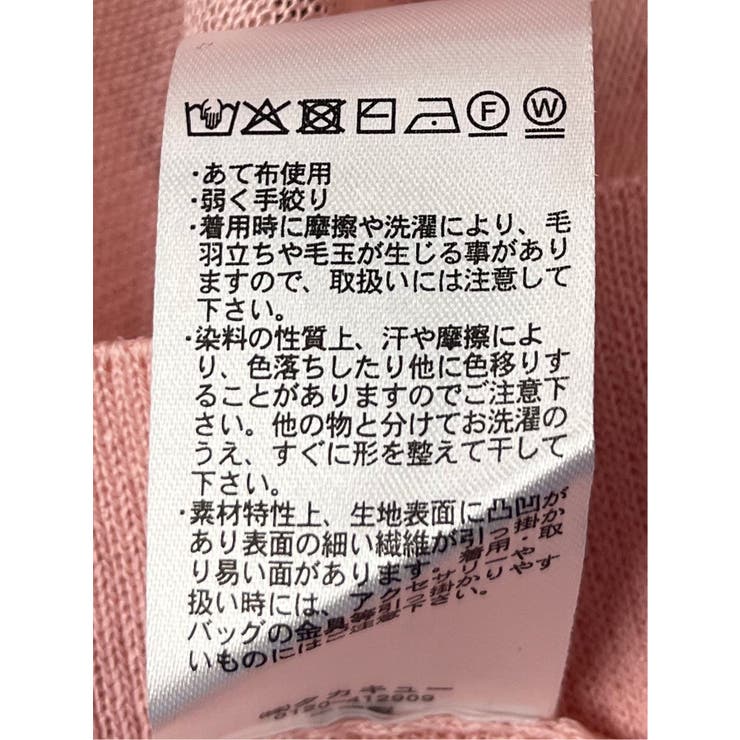 F W
・あて布使用
・弱く手絞り
・着用時に摩擦や洗濯により、毛
羽立ちや毛玉が生じる事があり
ますので、取扱いには注意して
下さい。
・染料の性質上、汗や摩擦によ
り、色落ちしたり他に色移りす
ることがありますのでご注意下
さい。他の物と分けてお洗濯の
うえ、すぐに形を整えて干して
下さい。
・素材特性上、生地表面に凸凹が
あり表面の細い繊維が引っ掛か
り易い面があります。着用・取
扱い時には、アクセサリーや
バッグの金具等引っ掛かりやす
いものにはご注意下さい。
㈱タカキュー
0120-412909